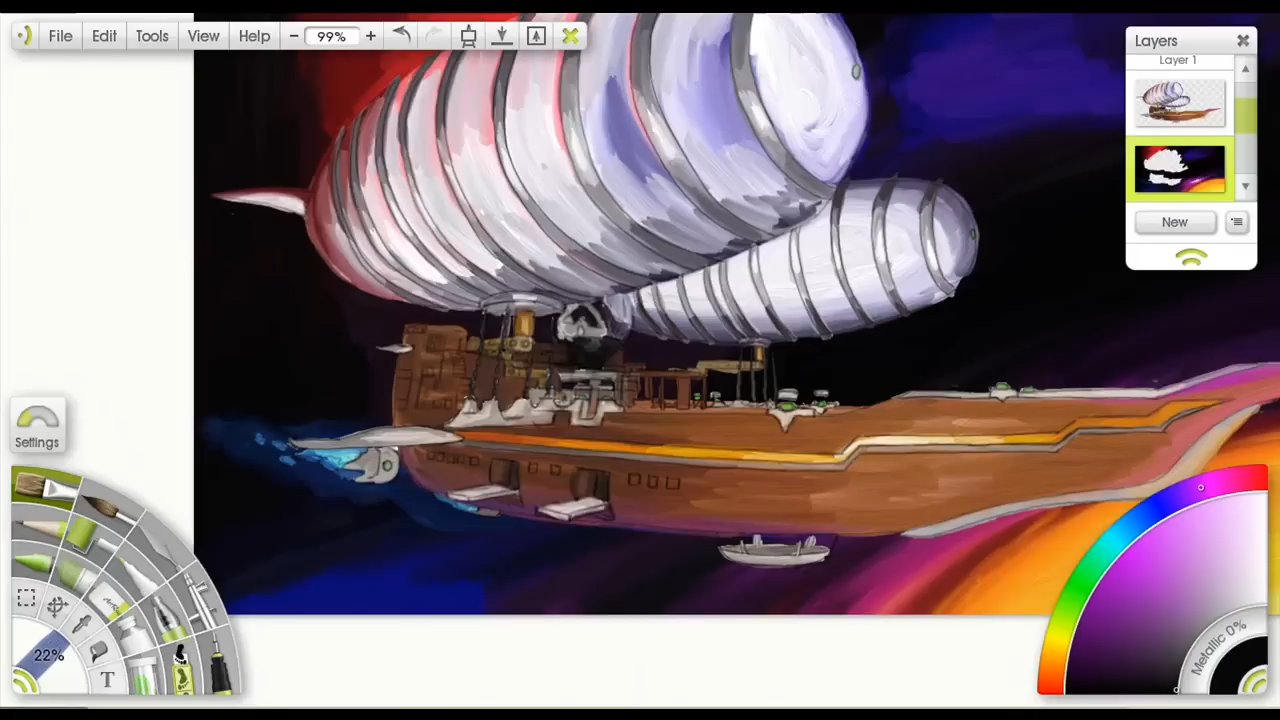 File Edit Tools View Help 99%
Layers
Layer 1
New
Settings
22%
T
Metallic 0%